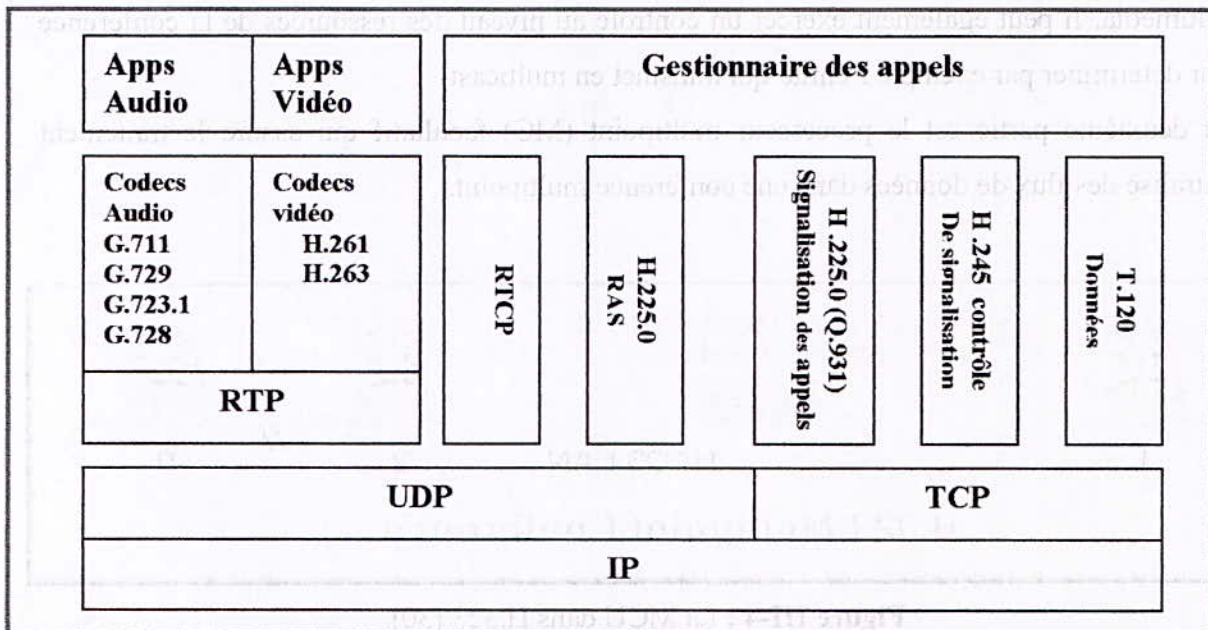 Apps
Audio
Apps
Vidéo
Gestionnaire des appels
Codecs
Audio
G.711
G.729
G.723.1
G.728
Codecs
vidéo
H.261
H.263
RTP
RTCP
H.225.0
RAS
H .225.0 (Q.931)
Signalisation des appels
H .245 contrôle
De signalisation
T.120
Données
UDP
TCP
IP